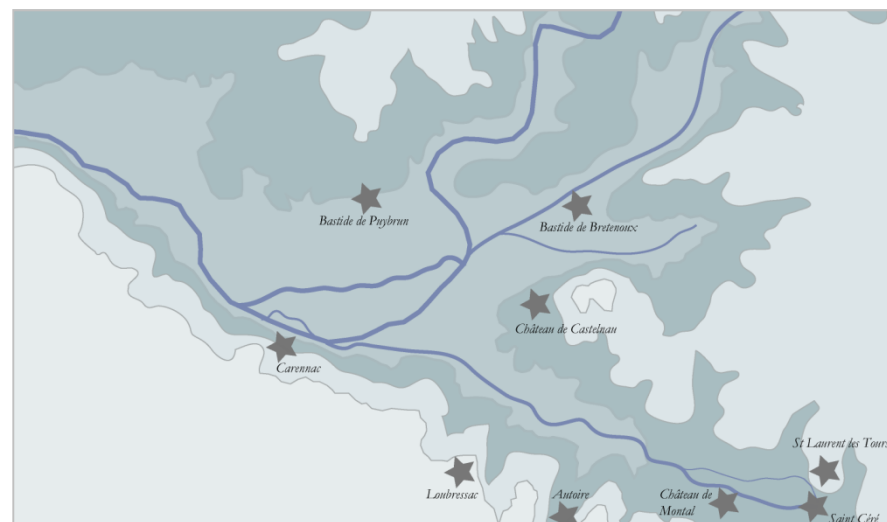 Bastide de Puybrun
Bastide de Bretenoux
Château de Castelnau
Carennac
St Laurent les Tours
Loubressac
Autoire
Château de
Montal
Saint Céré